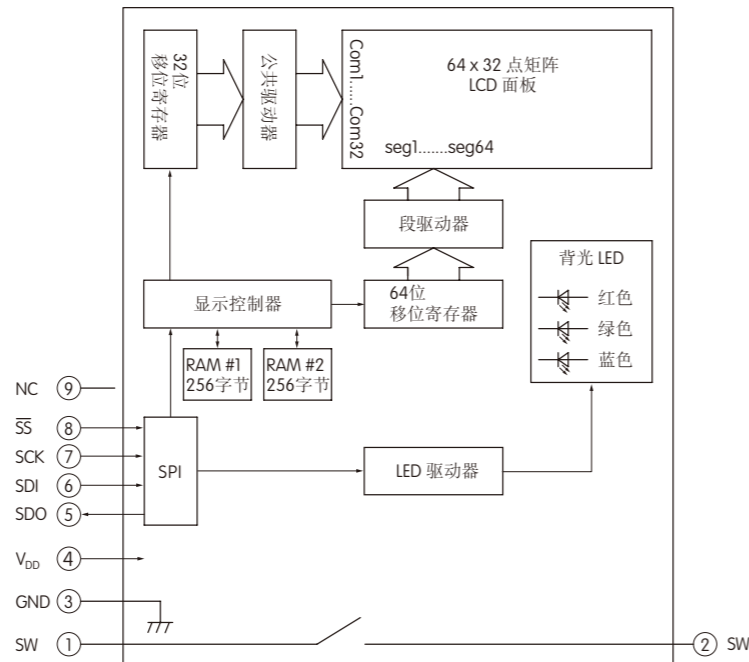 32位
移位寄存器
公共驱动器
Com1.....Com32
64 x 32 点矩阵
LCD 面板
seg1.......seg64
段驱动器
背光 LED
红色
绿色
蓝色
显示控制器
64位
移位寄存器
RAM #1
256字节
RAM #2
256字节
NC 9
SS 8
SCK 7
SDI 6
SDO 5
SPI
LED 驱动器
VDD 4
GND 3
SW 1
2 SW